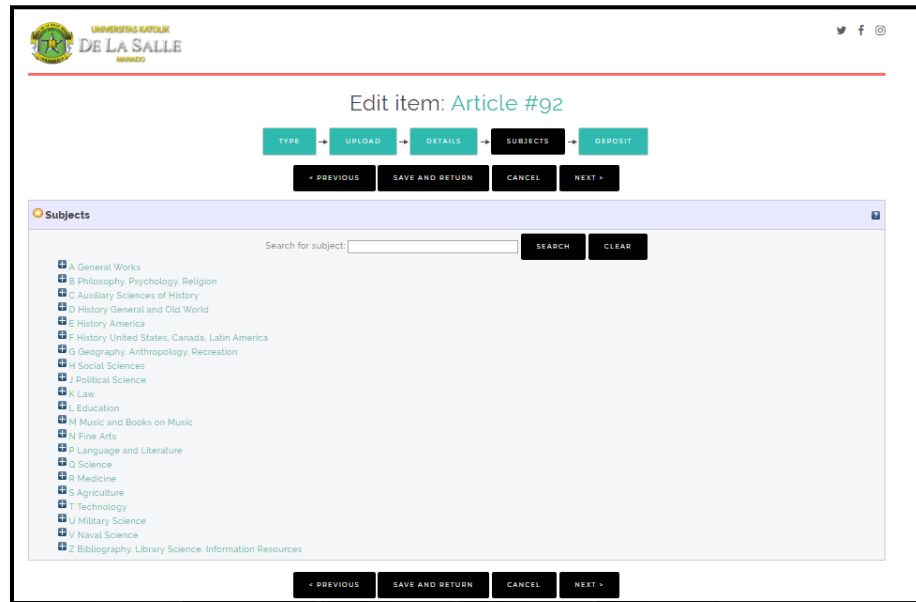 UNIVERSITAS KATOLIK
DE LA SALLE
MANADO
Edit item: Article #92
TYPE → UPLOAD → DETAILS → SUBJECTS → DEPOSIT
< PREVIOUS SAVE AND RETURN CANCEL NEXT >
Subjects ?
Search for subject: SEARCH CLEAR
A General Works
B Philosophy. Psychology. Religion
C Auxiliary Sciences of History
D History General and Old World
E History America
F History United States, Canada, Latin America
G Geography. Anthropology. Recreation
H Social Sciences
J Political Science
K Law
L Education
M Music and Books on Music
N Fine Arts
P Language and Literature
Q Science
R Medicine
S Agriculture
T Technology
U Military Science
V Naval Science
Z Bibliography. Library Science. Information Resources
< PREVIOUS SAVE AND RETURN CANCEL NEXT >